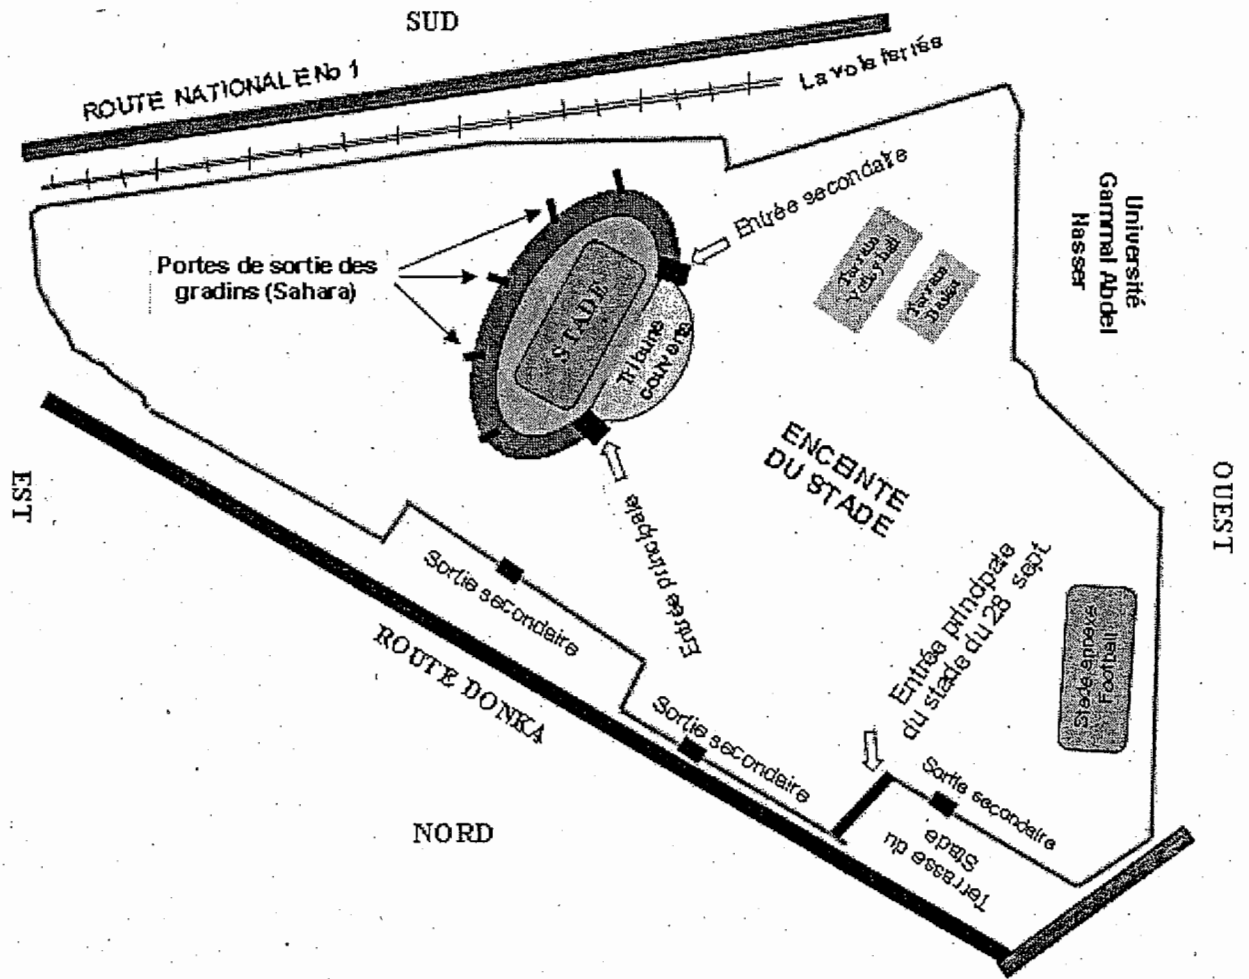 SUD
ROUTE NATIONALE No 1
La voie ferrée
Entrée secondaire
Université
Gammal Abdel
Nasser
Portes de sortie des
gradins (Sahara)
STADE
Tribune
couverte
Terrain
Volley ball
Terrain
Basket
ENCEINTE
DU STADE
EST
OUEST
Entrée principale
Sortie secondaire
ROUTE DONKA
Sortie secondaire
Entrée principale
du stade du 28 sept
Stade annexe
Football
Sortie secondaire
Terrasse du
Stade
NORD